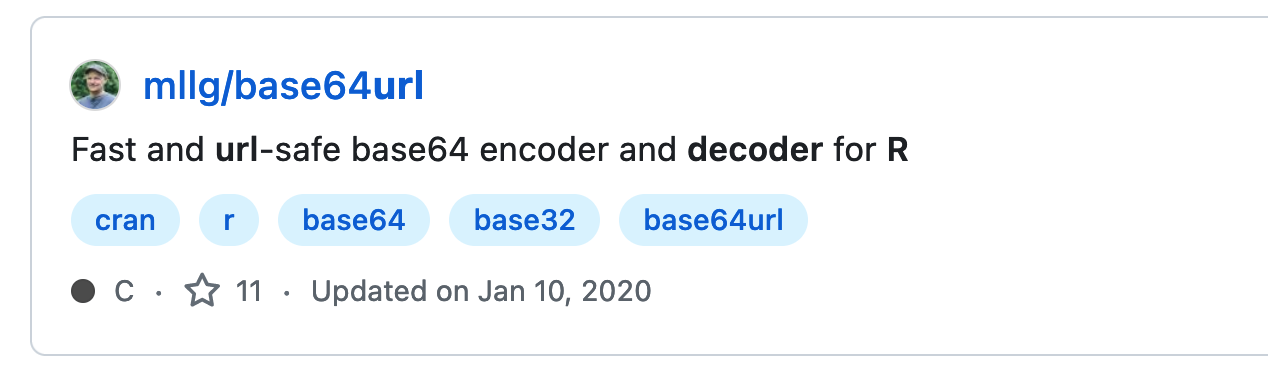 mllg/base64url
Fast and url-safe base64 encoder and decoder for R
cran r base64 base32 base64url
C · 11 · Updated on Jan 10, 2020